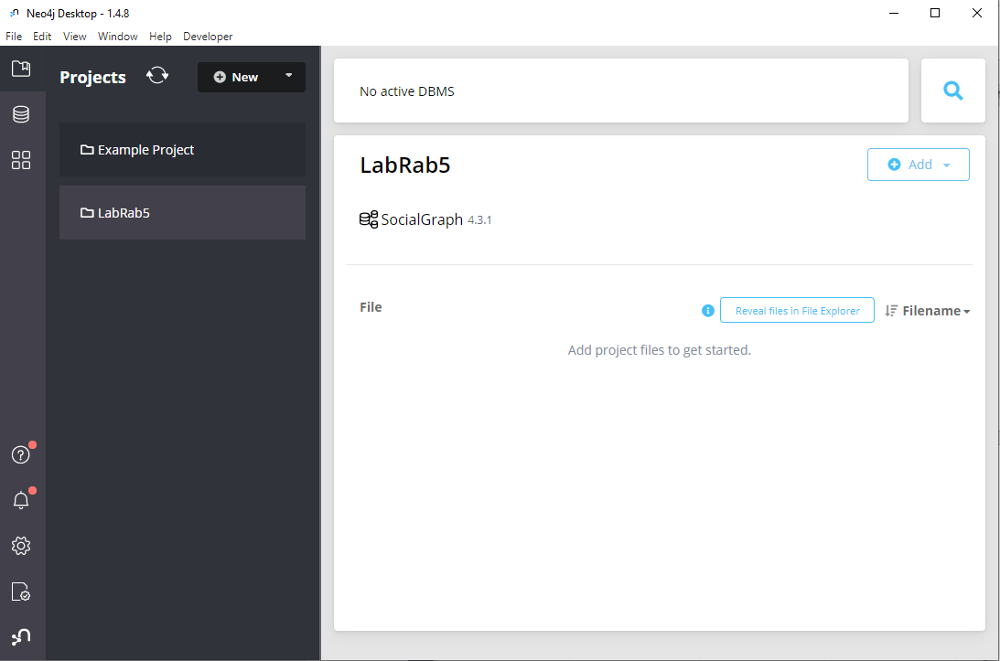 Neo4j Desktop - 1.4.8
File Edit View Window Help Developer
Projects
New
Example Project
LabRab5
No active DBMS
LabRab5
Add
SocialGraph 4.3.1
File
Reveal files in File Explorer
Filename
Add project files to get started.